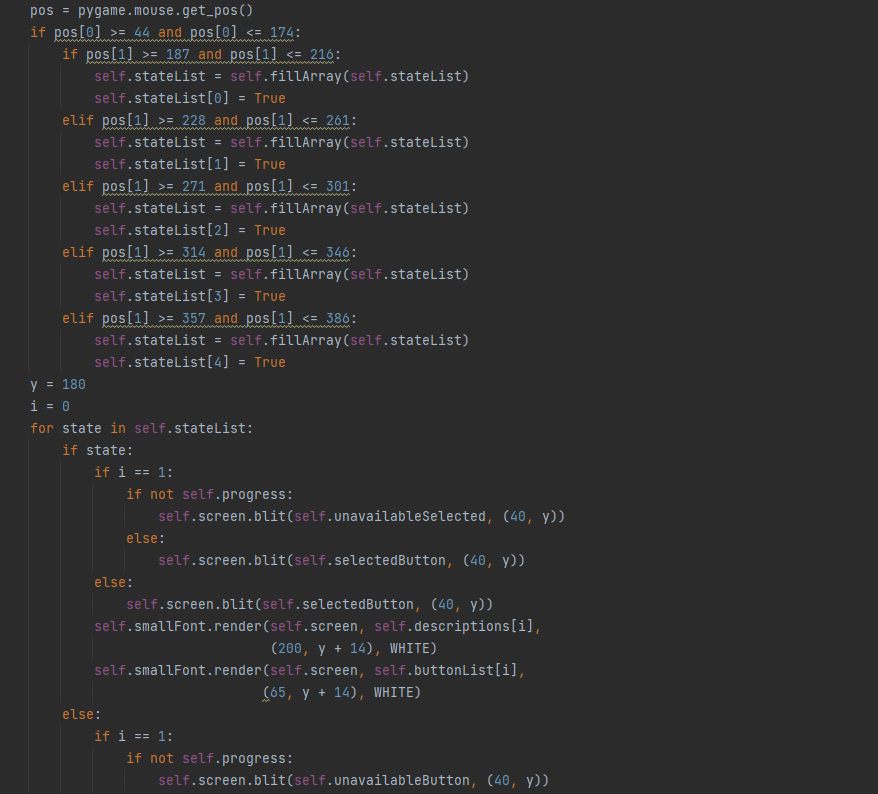 pos = pygame.mouse.get_pos()
if pos[0] >= 44 and pos[0] <= 174:
    if pos[1] >= 187 and pos[1] <= 216:
        self.stateList = self.fillArray(self.stateList)
        self.stateList[0] = True
    elif pos[1] >= 228 and pos[1] <= 261:
        self.stateList = self.fillArray(self.stateList)
        self.stateList[1] = True
    elif pos[1] >= 271 and pos[1] <= 301:
        self.stateList = self.fillArray(self.stateList)
        self.stateList[2] = True
    elif pos[1] >= 314 and pos[1] <= 346:
        self.stateList = self.fillArray(self.stateList)
        self.stateList[3] = True
    elif pos[1] >= 357 and pos[1] <= 386:
        self.stateList = self.fillArray(self.stateList)
        self.stateList[4] = True
y = 180
i = 0
for state in self.stateList:
    if state:
        if i == 1:
            if not self.progress:
                self.screen.blit(self.unavailableSelected, (40, y))
            else:
                self.screen.blit(self.selectedButton, (40, y))
        else:
            self.screen.blit(self.selectedButton, (40, y))
        self.smallFont.render(self.screen, self.descriptions[i],
                              (200, y + 14), WHITE)
        self.smallFont.render(self.screen, self.buttonList[i],
                             (65, y + 14), WHITE)
    else:
        if i == 1:
            if not self.progress:
                self.screen.blit(self.unavailableButton, (40, y))